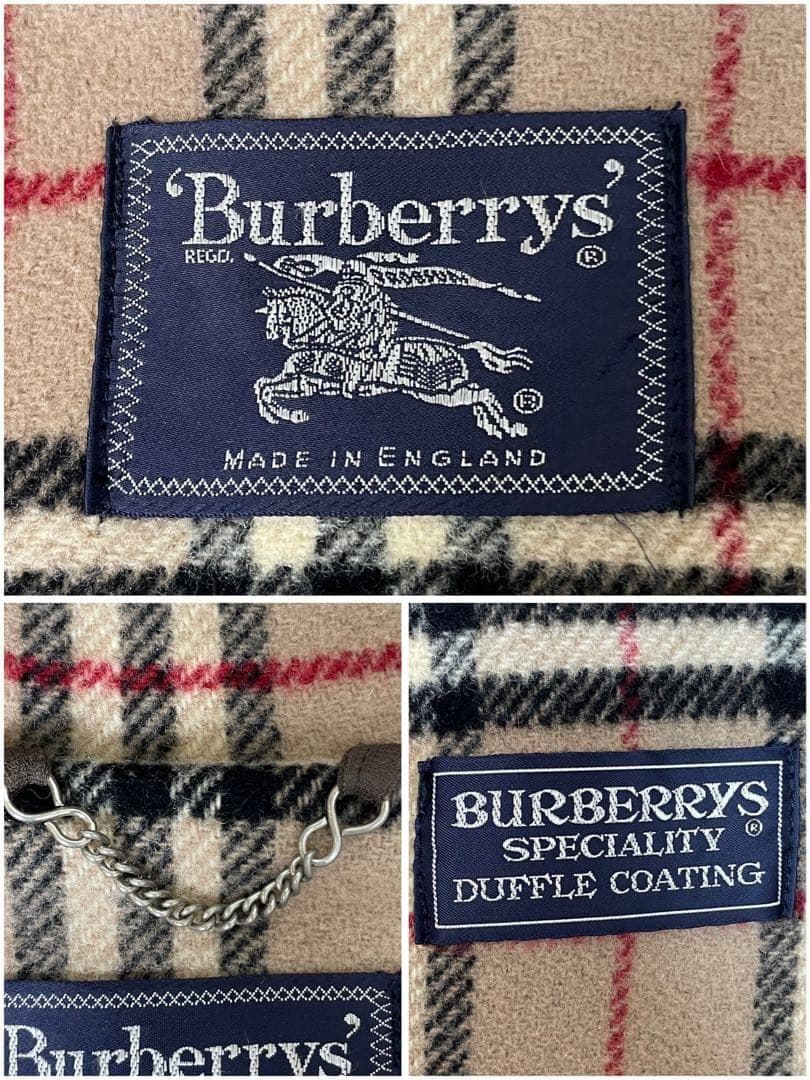 'Burberrys'
REGD. ®
®
MADE IN ENGLAND
Burberrys'
BURBERRYS
®
SPECIALITY
DUFFLE COATING